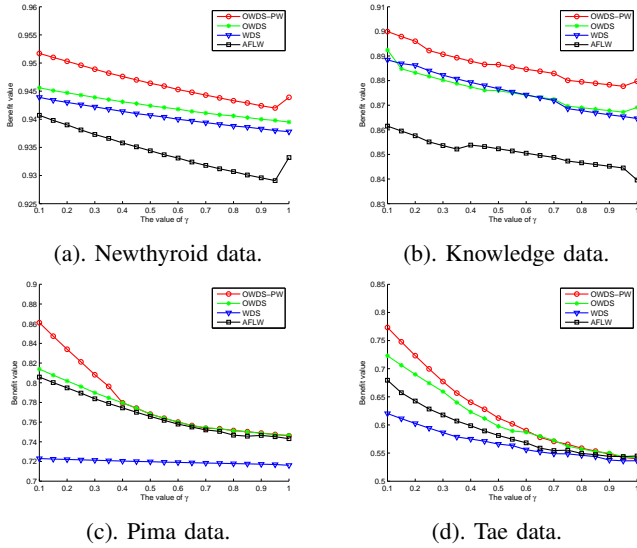 0.96
0.955
0.95
0.945
0.94
0.935
0.93
0.925
Benefit value
0.1 0.2 0.3 0.4 0.5 0.6 0.7 0.8 0.9 1
The value of γ
OWDS-PW
OWDS
WDS
AFLW
(a). Newthyroid data.
0.91
0.9
0.89
0.88
0.87
0.86
0.85
0.84
0.83
Benefit value
0.1 0.2 0.3 0.4 0.5 0.6 0.7 0.8 0.9 1
The value of γ
OWDS-PW
OWDS
WDS
AFLW
(b). Knowledge data.
0.9
0.88
0.86
0.84
0.82
0.8
0.78
0.76
0.74
0.72
0.7
Benefit value
0.1 0.2 0.3 0.4 0.5 0.6 0.7 0.8 0.9 1
The value of γ
OWDS-PW
OWDS
WDS
AFLW
(c). Pima data.
0.85
0.8
0.75
0.7
0.65
0.6
0.55
0.5
Benefit value
0.1 0.2 0.3 0.4 0.5 0.6 0.7 0.8 0.9 1
The value of γ
OWDS-PW
OWDS
WDS
AFLW
(d). Tae data.